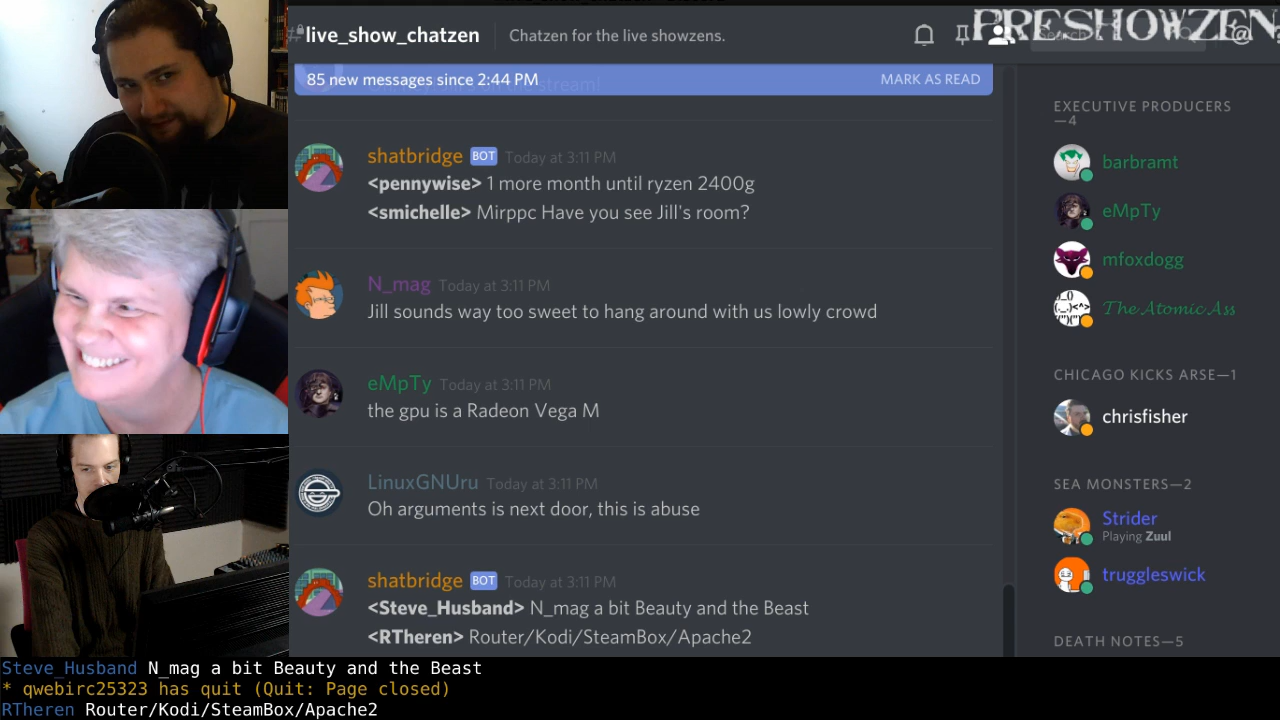 PRESHOWZEN
# live_show_chatzen
Chatzen for the live showzens.
85 new messages since 2:44 PM
MARK AS READ
shatbridge BOT Today at 3:11 PM
<pennywise> 1 more month until ryzen 2400g
<smichelle> Mirppc Have you see Jill's room?
N_mag Today at 3:11 PM
Jill sounds way too sweet to hang around with us lowly crowd
eMpTy Today at 3:11 PM
the gpu is a Radeon Vega M
LinuxGNUru Today at 3:11 PM
Oh arguments is next door, this is abuse
shatbridge BOT Today at 3:11 PM
<Steve_Husband> N_mag a bit Beauty and the Beast
<RTheren> Router/Kodi/SteamBox/Apache2
EXECUTIVE PRODUCERS
—4
barbramt
eMpTy
mfoxdogg
The Atomic Ass
CHICAGO KICKS ARSE—1
chrisfisher
SEA MONSTERS—2
Strider
Playing Zuul
truggleswick
DEATH NOTES—5
Steve_Husband N_mag a bit Beauty and the Beast
* qwebirc25323 has quit (Quit: Page closed)
RTheren Router/Kodi/SteamBox/Apache2